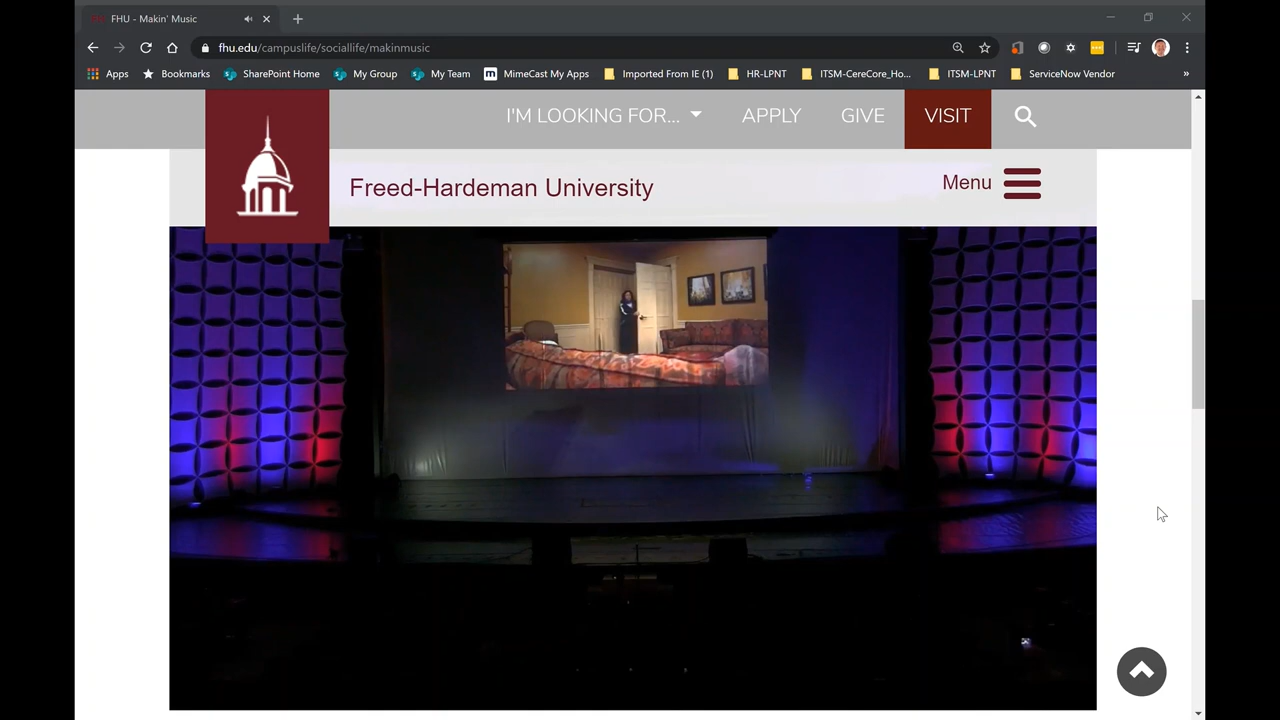 FHU - Makin' Music
fhu.edu/campuslife/sociallife/makinmusic
Apps Bookmarks SharePoint Home My Group My Team m MimeCast My Apps Imported From IE (1) HR-LPNT ITSM-CereCore_Ho... ITSM-LPNT ServiceNow Vendor »
I'M LOOKING FOR... APPLY GIVE VISIT
Freed-Hardeman University Menu